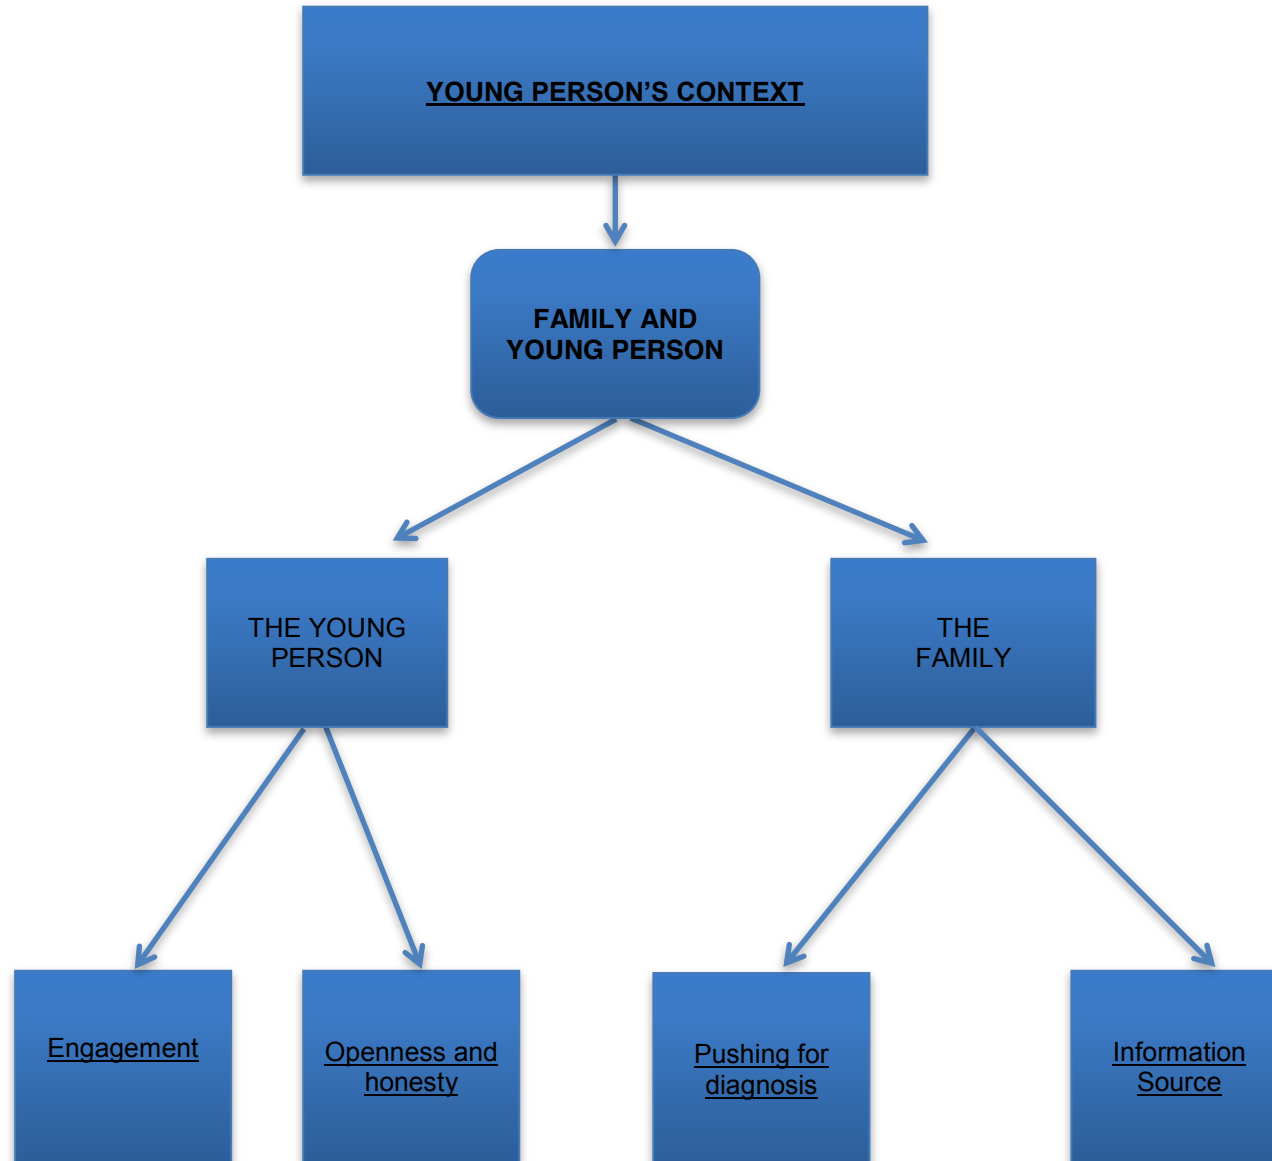 YOUNG PERSON’S CONTEXT
FAMILY AND
YOUNG PERSON
THE YOUNG
PERSON
THE
FAMILY
Engagement
Openness and
honesty
Pushing for
diagnosis
Information
Source